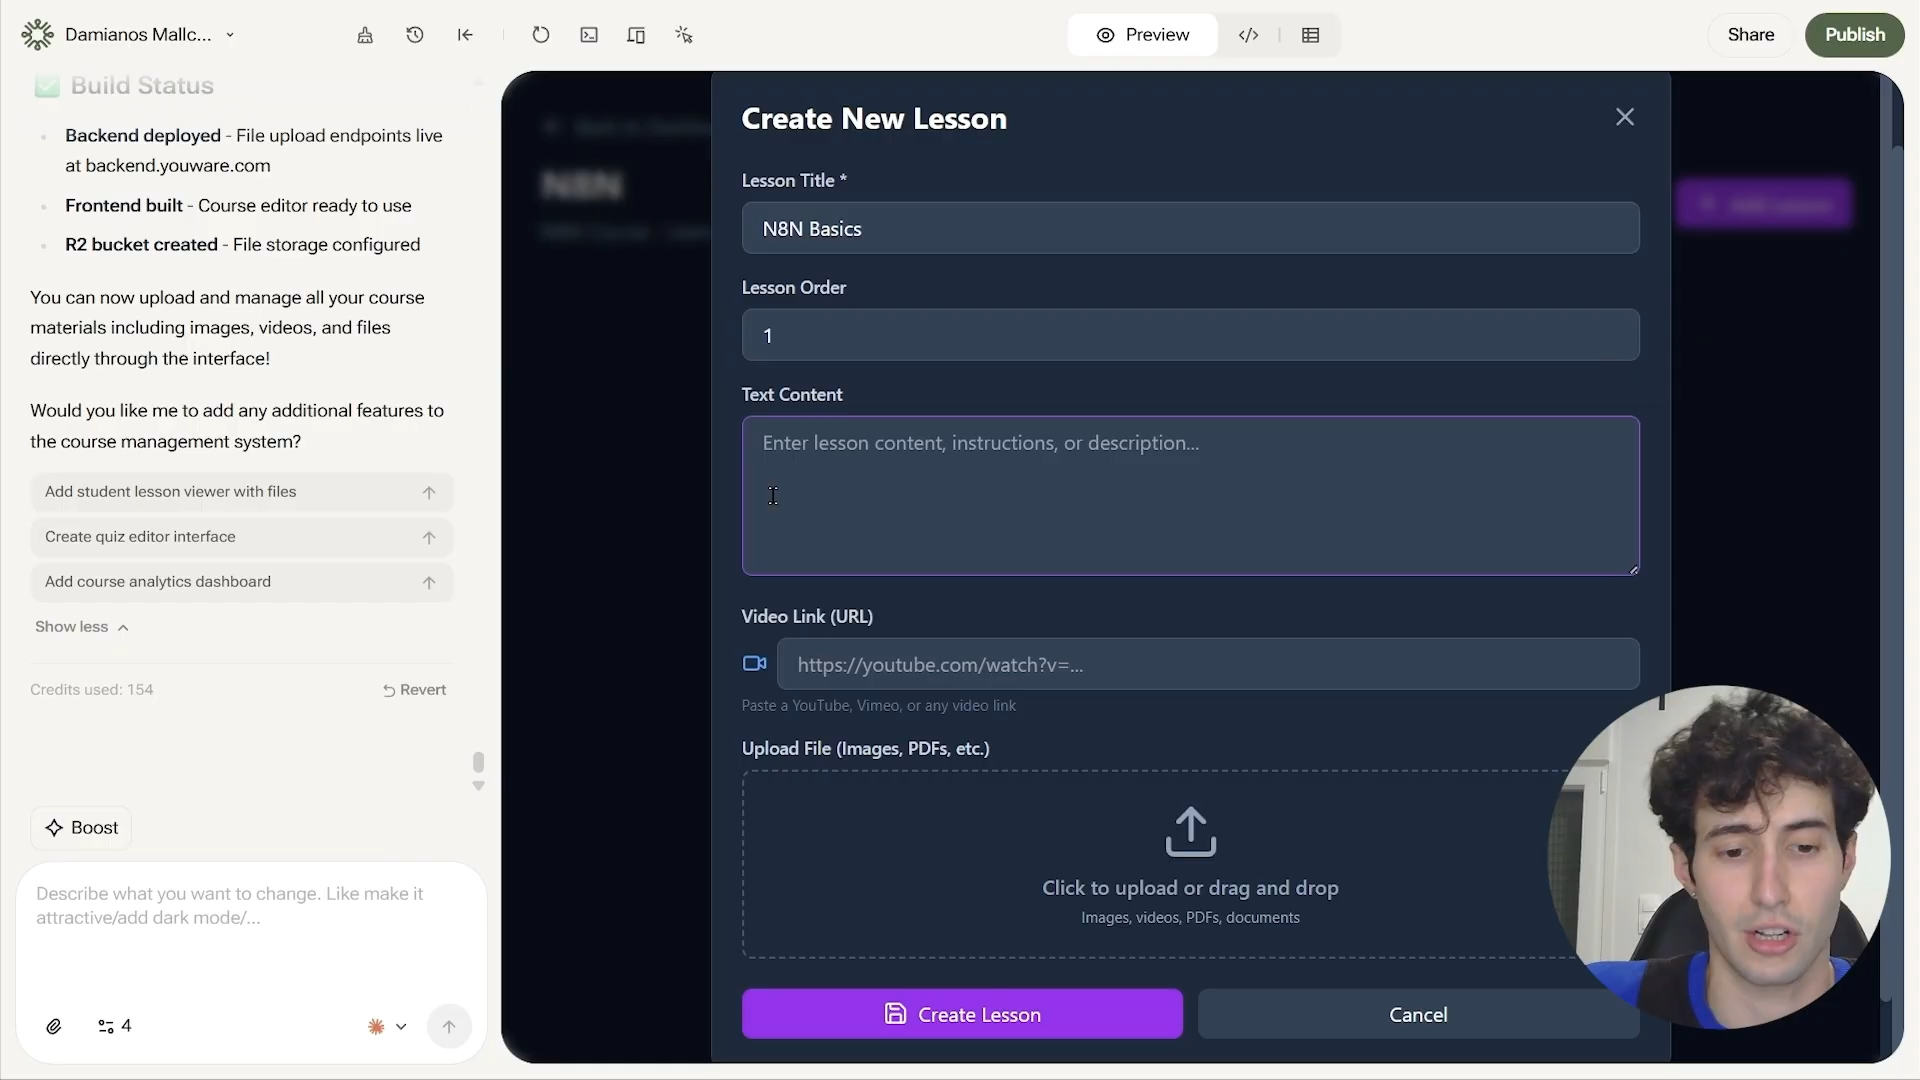 Damianos Mallc...
Preview
Share
Publish
Build Status
Backend deployed - File upload endpoints live
at backend.youware.com
Frontend built - Course editor ready to use
R2 bucket created - File storage configured
You can now upload and manage all your course
materials including images, videos, and files
directly through the interface!
Would you like me to add any additional features to
the course management system?
Add student lesson viewer with files
Create quiz editor interface
Add course analytics dashboard
Show less
Credits used: 154
Revert
Boost
Describe what you want to change. Like make it
attractive/add dark mode/...
4
N8N
Add Lesson
Create New Lesson
Lesson Title *
N8N Basics
Lesson Order
1
Text Content
Enter lesson content, instructions, or description...
Video Link (URL)
https://youtube.com/watch?v=...
Paste a YouTube, Vimeo, or any video link
Upload File (Images, PDFs, etc.)
Click to upload or drag and drop
Images, videos, PDFs, documents
Create Lesson
Cancel